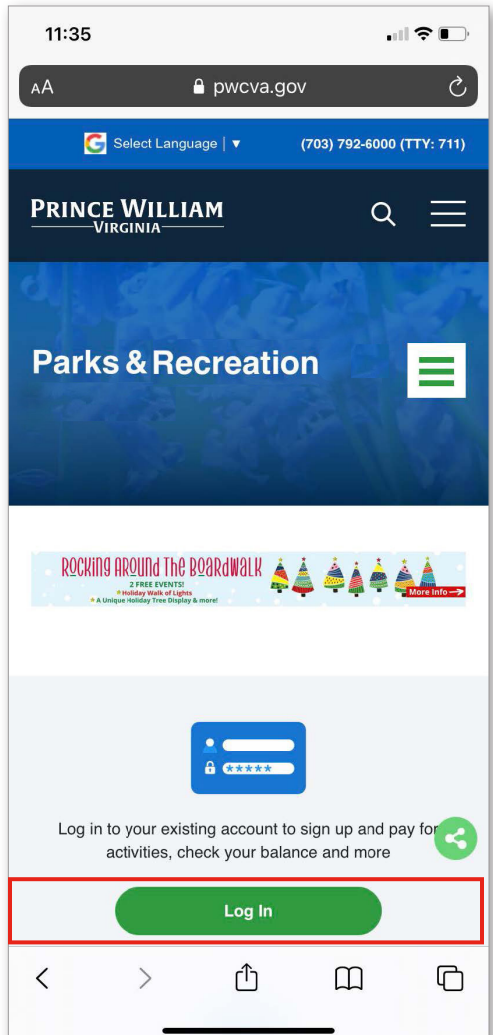 11:35
AA pwcva.gov
Select Language | ▼ (703) 792-6000 (TTY: 711)
PRINCE WILLIAM
VIRGINIA
Parks & Recreation
ROCKING AROUND THE BOARDWALK
2 FREE EVENTS!
*Holiday Walk of Lights
*A Unique Holiday Tree Display & more!
More Info→
*****
Log in to your existing account to sign up and pay for
activities, check your balance and more
Log In